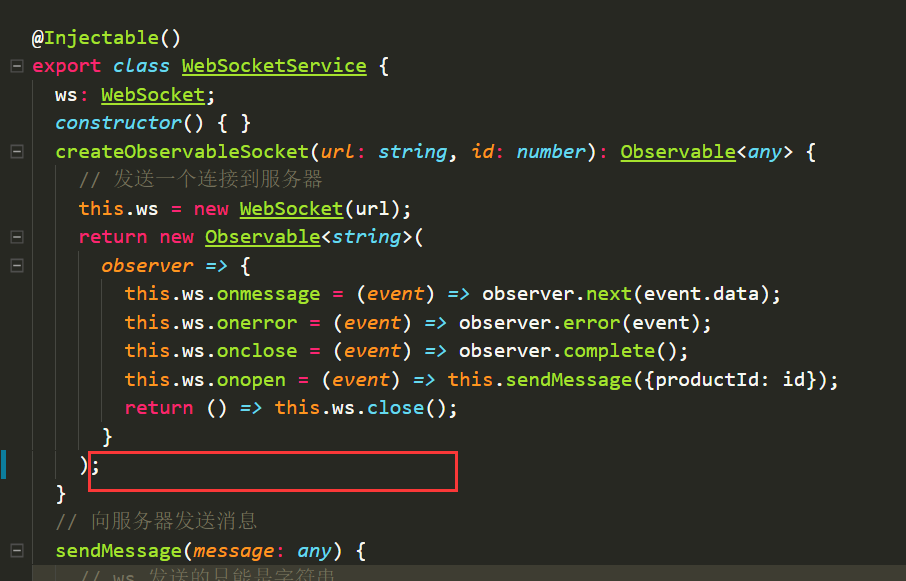 @Injectable()
export class WebSocketService {
ws: WebSocket;
constructor() { }
createObservableSocket(url: string, id: number): Observable<any> {
// 发送一个连接到服务器
this.ws = new WebSocket(url);
return new Observable<string>(
observer => {
this.ws.onmessage = (event) => observer.next(event.data);
this.ws.onerror = (event) => observer.error(event);
this.ws.onclose = (event) => observer.complete();
this.ws.onopen = (event) => this.sendMessage({productId: id});
return () => this.ws.close();
}
);
}
// 向服务器发送消息
sendMessage(message: any) {
// ws 发送的只能是字符串